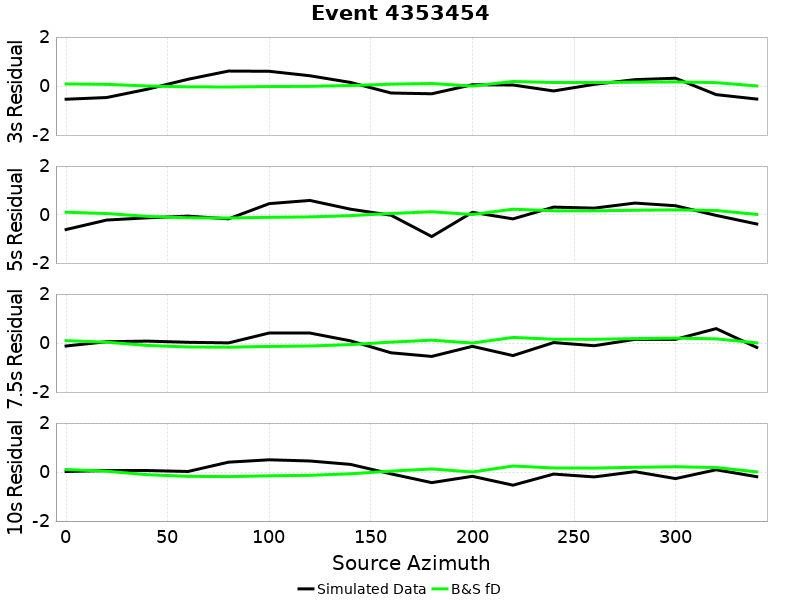 Event 4353454
3s Residual
2
0
-2
5s Residual
2
0
-2
7.5s Residual
2
0
-2
10s Residual
2
0
-2
0 50 100 150 200 250 300
Source Azimuth
Simulated Data B&S fD